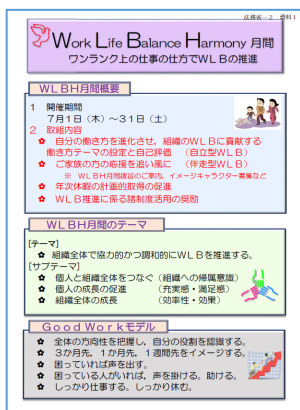 法務省－２　資料１
Work Life Balance Harmony 月間
ワンランク上の仕事の仕方でＷＬＢの推進
ＷＬＢＨ月間概要
１　開催期間
７月１日（木）～３１日（土）
２　取組内容
✿　自分の働き方を進化させ，組織のＷＬＢに貢献する
働き方テーマの設定と自己評価　（自立型ＷＬＢ）
✿　ご家族の方の応援を追い風に　（伴走型ＷＬＢ）
※　ＷＬＢＨ月間趣旨のご案内，イメージキャラクター募集など
✿　年次休暇の計画的取得の促進
✿　ＷＬＢ推進に係る諸制度活用の奨励
ＷＬＢＨ月間のテーマ
[テーマ]
✿　組織全体で協力的かつ調和的にＷＬＢを推進する。
[サブテーマ]
✿　個人と組織全体をつなぐ（組織への帰属意識）
✿　個人の成長の促進　　（充実感・満足感）
✿　組織全体の成長　　　（効率性・効果）
Ｇｏｏｄ Ｗｏｒｋモデル
✿　全体の方向性を把握し，自分の役割を認識する。
✿　３か月先，１か月先，１週間先をイメージする。
✿　困っていれば声を出す。
✿　困っている人がいれば，声を掛ける。助ける。
✿　しっかり仕事する。しっかり休む。